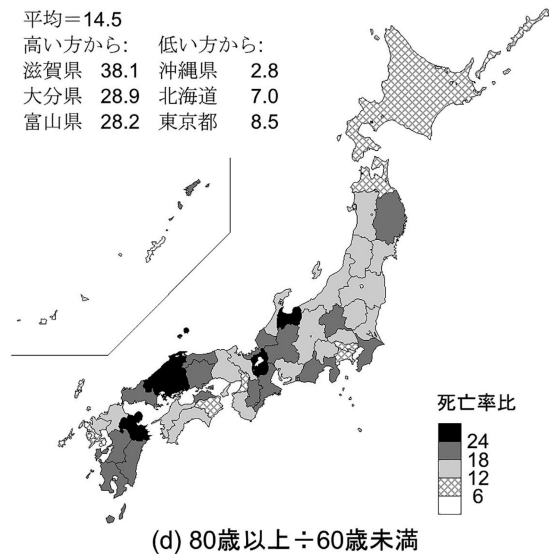 平均＝14.5
高い方から: 低い方から:
滋賀県 38.1 沖縄県 2.8
大分県 28.9 北海道 7.0
富山県 28.2 東京都 8.5
死亡率比
24
18
12
6
(d) 80歳以上÷60歳未満